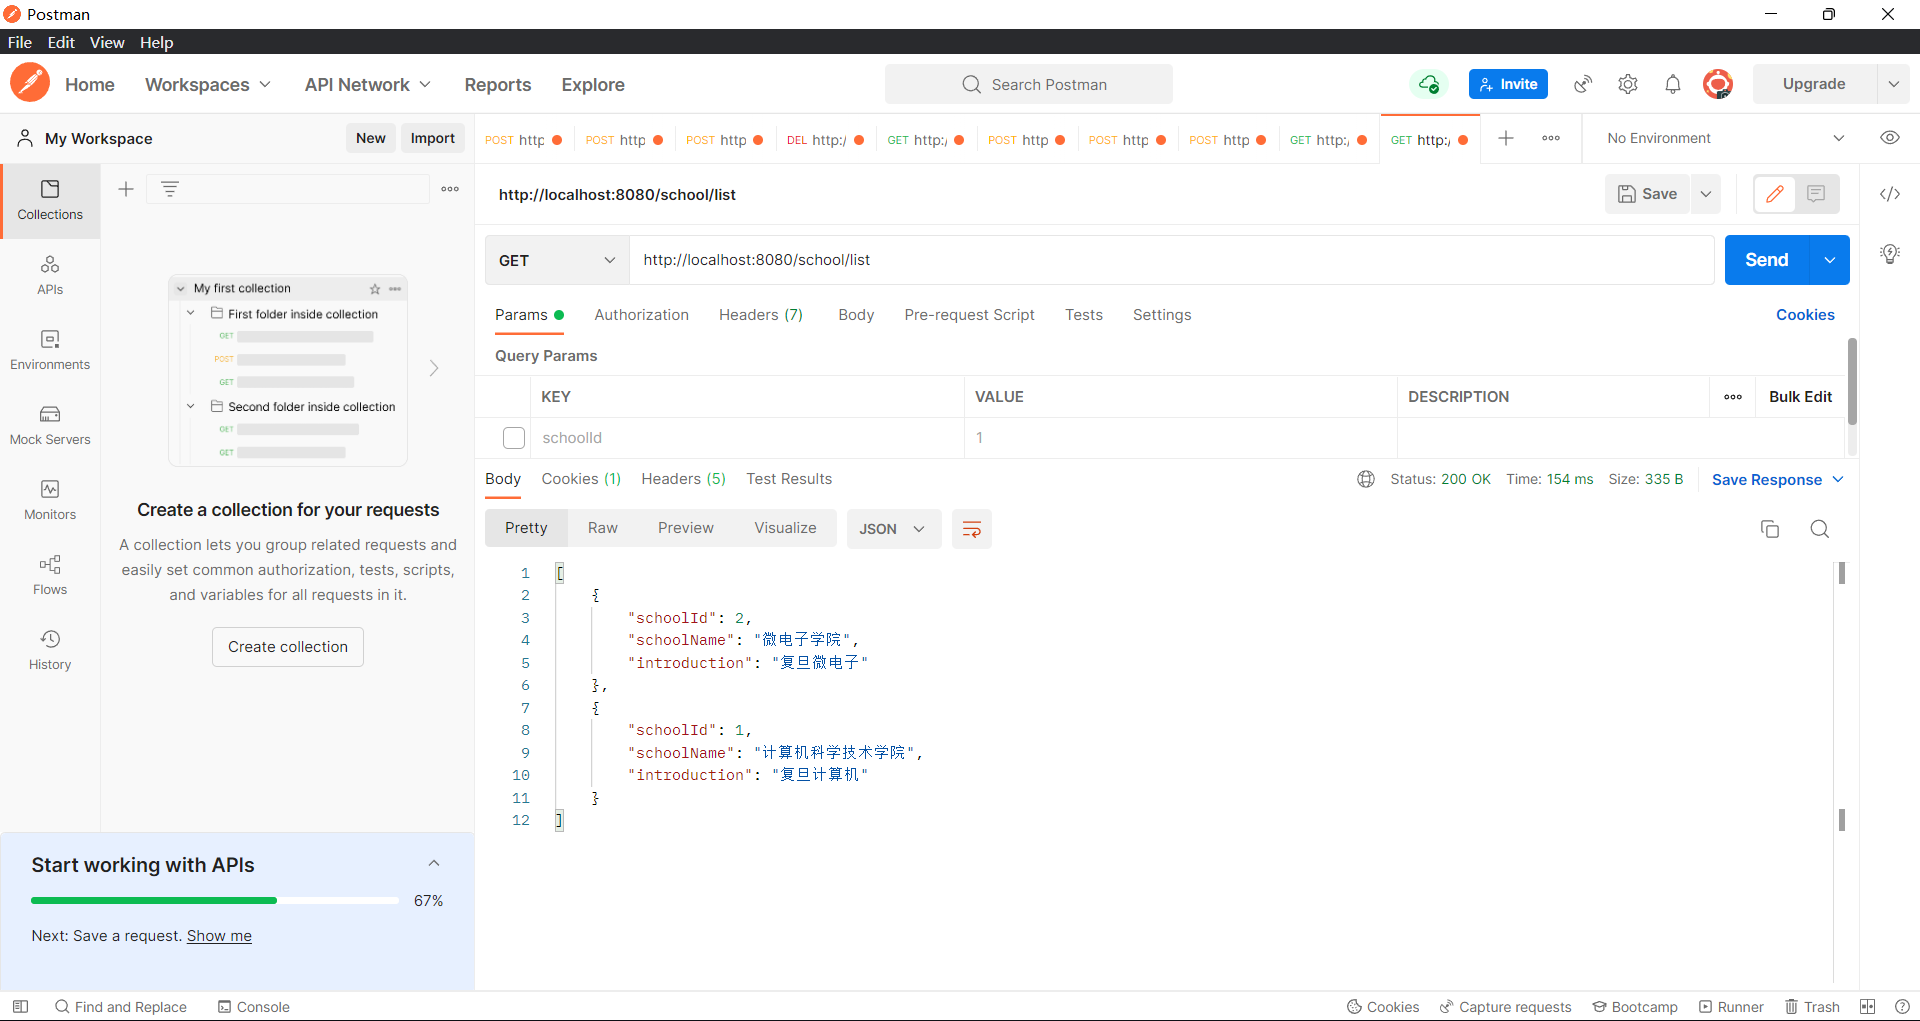 Postman
File Edit View Help
Home Workspaces API Network Reports Explore Search Postman Invite Upgrade
My Workspace New Import POST http POST http POST http DEL http:/ GET http:/ POST http POST http POST http GET http:/ GET http:/ No Environment
http://localhost:8080/school/list Save
GET http://localhost:8080/school/list Send
Params Authorization Headers (7) Body Pre-request Script Tests Settings Cookies
Query Params
KEY VALUE DESCRIPTION Bulk Edit
schoolId 1
Body Cookies (1) Headers (5) Test Results Status: 200 OK Time: 154 ms Size: 335 B Save Response
Pretty Raw Preview Visualize JSON
1 [
2 {
3 "schoolId": 2,
4 "schoolName": "微电子学院",
5 "introduction": "复旦微电子"
6 },
7 {
8 "schoolId": 1,
9 "schoolName": "计算机科学技术学院",
10 "introduction": "复旦计算机"
11 }
12 ]
Collections
APIs
Environments
Mock Servers
Monitors
Flows
History
My first collection
First folder inside collection
GET
POST
GET
Second folder inside collection
GET
GET
Create a collection for your requests
A collection lets you group related requests and
easily set common authorization, tests, scripts,
and variables for all requests in it.
Create collection
Start working with APIs
67%
Next: Save a request. Show me
Find and Replace Console Cookies Capture requests Bootcamp Runner Trash